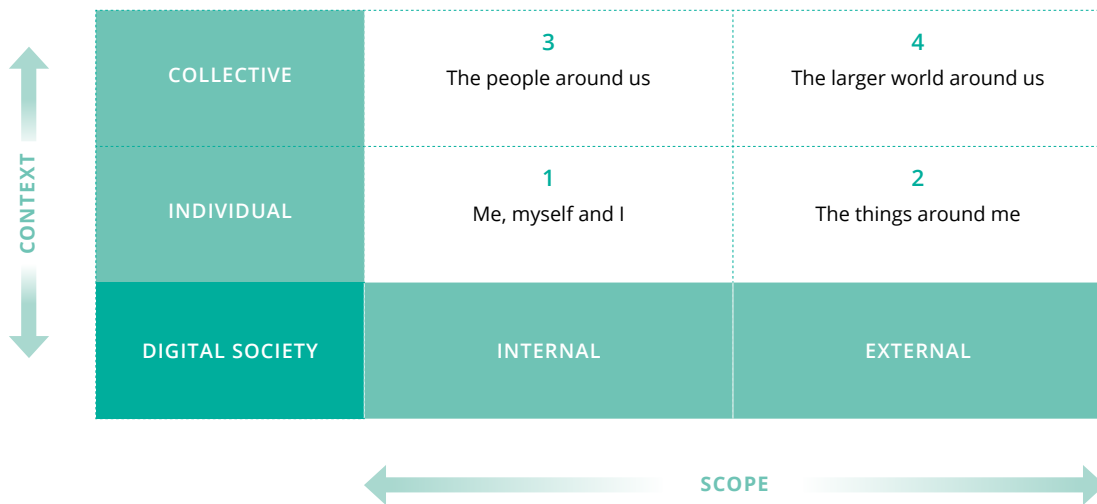 3
4
COLLECTIVE
The people around us
The larger world around us
CONTEXT
1
2
INDIVIDUAL
Me, myself and I
The things around me
DIGITAL SOCIETY
INTERNAL
EXTERNAL
SCOPE